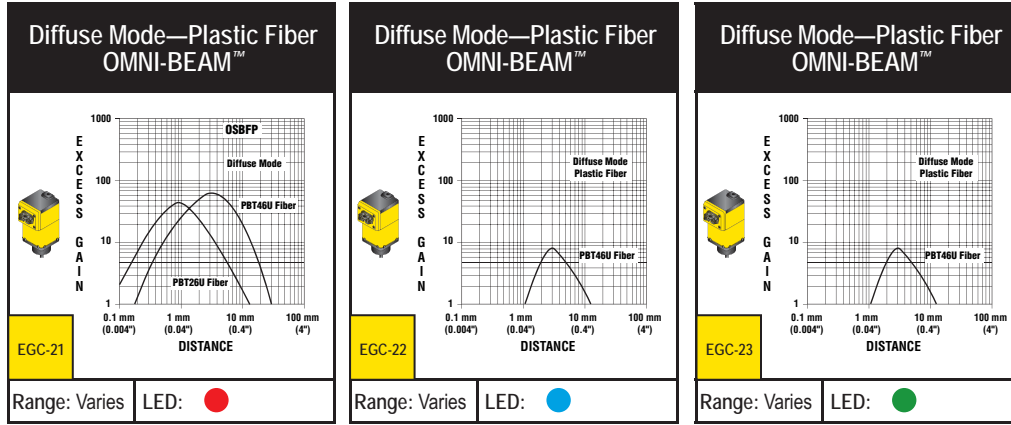 Diffuse Mode—Plastic Fiber
OMNI-BEAM™
EXCESS GAIN
1000
100
10
1
OSBFP
Diffuse Mode
PBT46U Fiber
PBT26U Fiber
0.1 mm
(0.004")
1 mm
(0.04")
10 mm
(0.4")
100 mm
(4")
DISTANCE
EGC-21
Range: Varies
LED:
Diffuse Mode—Plastic Fiber
OMNI-BEAM™
EXCESS GAIN
1000
100
10
1
Diffuse Mode
Plastic Fiber
PBT46U Fiber
0.1 mm
(0.004")
1 mm
(0.04")
10 mm
(0.4")
100 mm
(4")
DISTANCE
EGC-22
Range: Varies
LED:
Diffuse Mode—Plastic Fiber
OMNI-BEAM™
EXCESS GAIN
1000
100
10
1
Diffuse Mode
Plastic Fiber
PBT46U Fiber
0.1 mm
(0.004")
1 mm
(0.04")
10 mm
(0.4")
100 mm
(4")
DISTANCE
EGC-23
Range: Varies
LED: